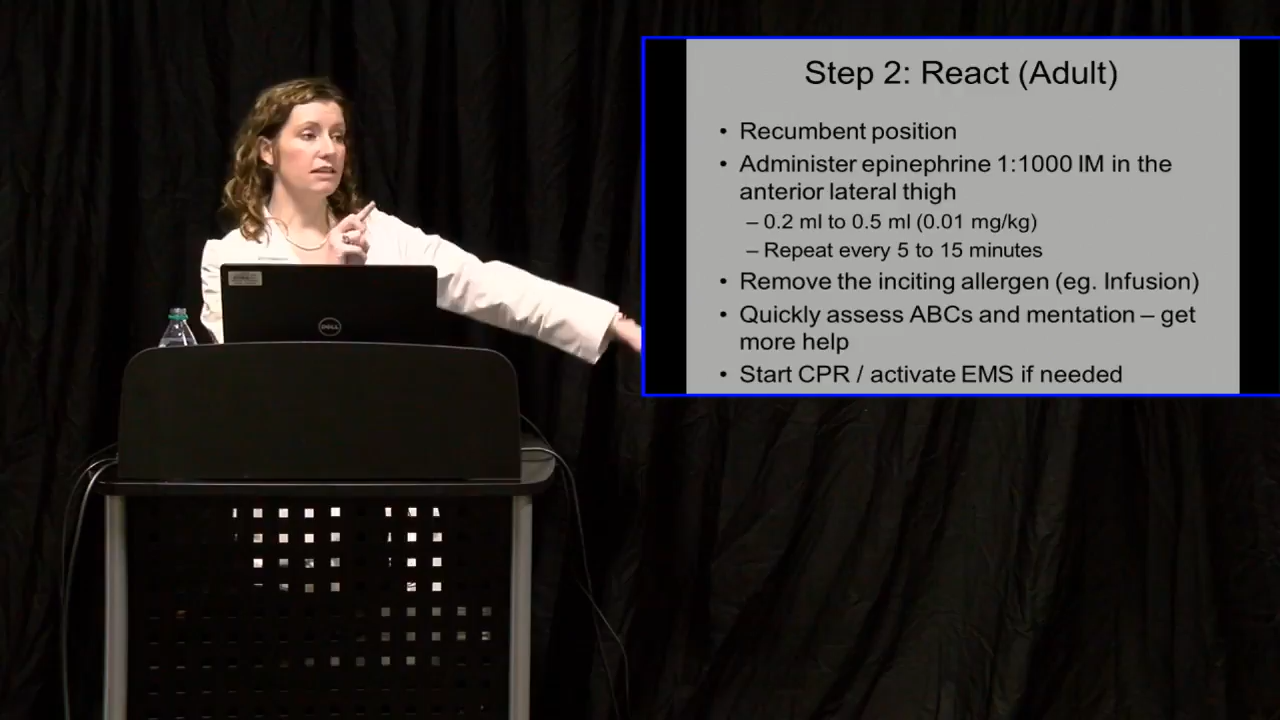 Step 2: React (Adult)
• Recumbent position
• Administer epinephrine 1:1000 IM in the
anterior lateral thigh
– 0.2 ml to 0.5 ml (0.01 mg/kg)
– Repeat every 5 to 15 minutes
• Remove the inciting allergen (eg. Infusion)
• Quickly assess ABCs and mentation – get
more help
• Start CPR / activate EMS if needed
DELL